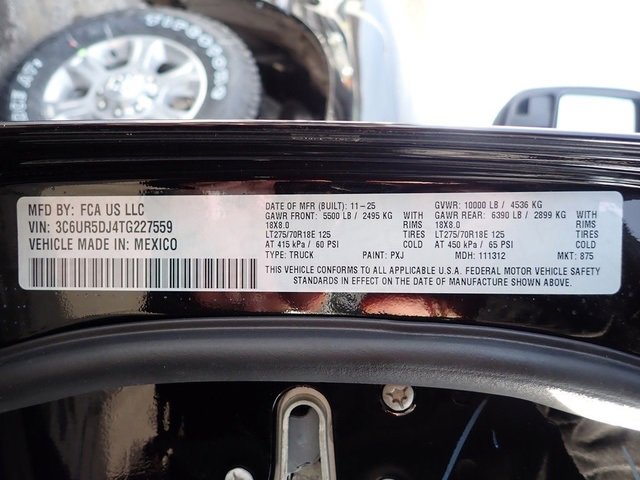 FIRESTONE
MFD BY: FCA US LLC
VIN: 3C6UR5DJ4TG227559
VEHICLE MADE IN: MEXICO
DATE OF MFR (BUILT): 11-25
GAWR FRONT: 5500 LB / 2495 KG WITH
18X8.0 RIMS
LT275/70R18E 125 TIRES
AT 415 kPa / 60 PSI COLD
TYPE: TRUCK PAINT: PXJ
GVWR: 10000 LB / 4536 KG
GAWR REAR: 6390 LB / 2899 KG WITH
18X8.0 RIMS
LT275/70R18E 125 TIRES
AT 450 kPa / 65 PSI COLD
MDH: 111312 MKT: 875
THIS VEHICLE CONFORMS TO ALL APPLICABLE U.S.A. FEDERAL MOTOR VEHICLE SAFETY
STANDARDS IN EFFECT ON THE DATE OF MANUFACTURE SHOWN ABOVE.